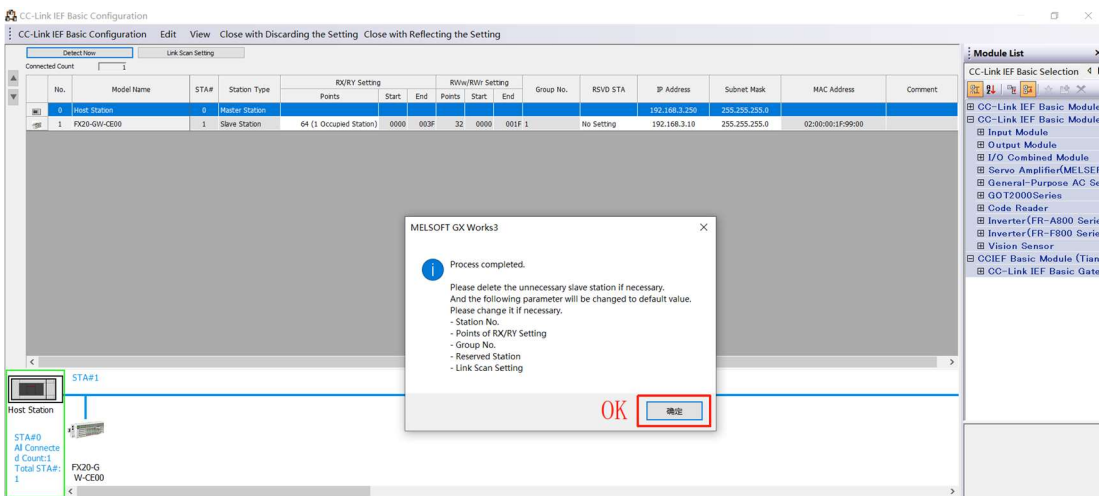 CC-Link IEF Basic Configuration
CC-Link IEF Basic Configuration Edit View Close with Discarding the Setting Close with Reflecting the Setting
Detect Now Link Scan Setting
Connected Count 1
No. Model Name STA# Station Type RX/RY Setting RWw/RWr Setting Group No. RSVD STA IP Address Subnet Mask MAC Address Comment
Points Start End Points Start End
0 Host Station 0 Master Station 192.168.3.250 255.255.255.0
1 FX20-GW-CE00 1 Slave Station 64 (1 Occupied Station) 0000 003F 32 0000 001F 1 No Setting 192.168.3.10 255.255.255.0 02:00:00:1F:99:00
MELSOFT GX Works3
Process completed.
Please delete the unnecessary slave station if necessary.
And the following parameter will be changed to default value.
Please change it if necessary.
- Station No.
- Points of RX/RY Setting
- Group No.
- Reserved Station
- Link Scan Setting
OK 确定
STA#1
Host Station
STA#0
All Connecte
d Count:1
Total STA#:
1
FX20-G
W-CE00
Module List
CC-Link IEF Basic Selection
CC-Link IEF Basic Module
CC-Link IEF Basic Module
Input Module
Output Module
I/O Combined Module
Servo Amplifier(MELSER
General-Purpose AC Se
GOT2000Series
Code Reader
Inverter(FR-A800 Serie
Inverter(FR-F800 Serie
Vision Sensor
CCIEF Basic Module (Tian
CC-Link IEF Basic Gate